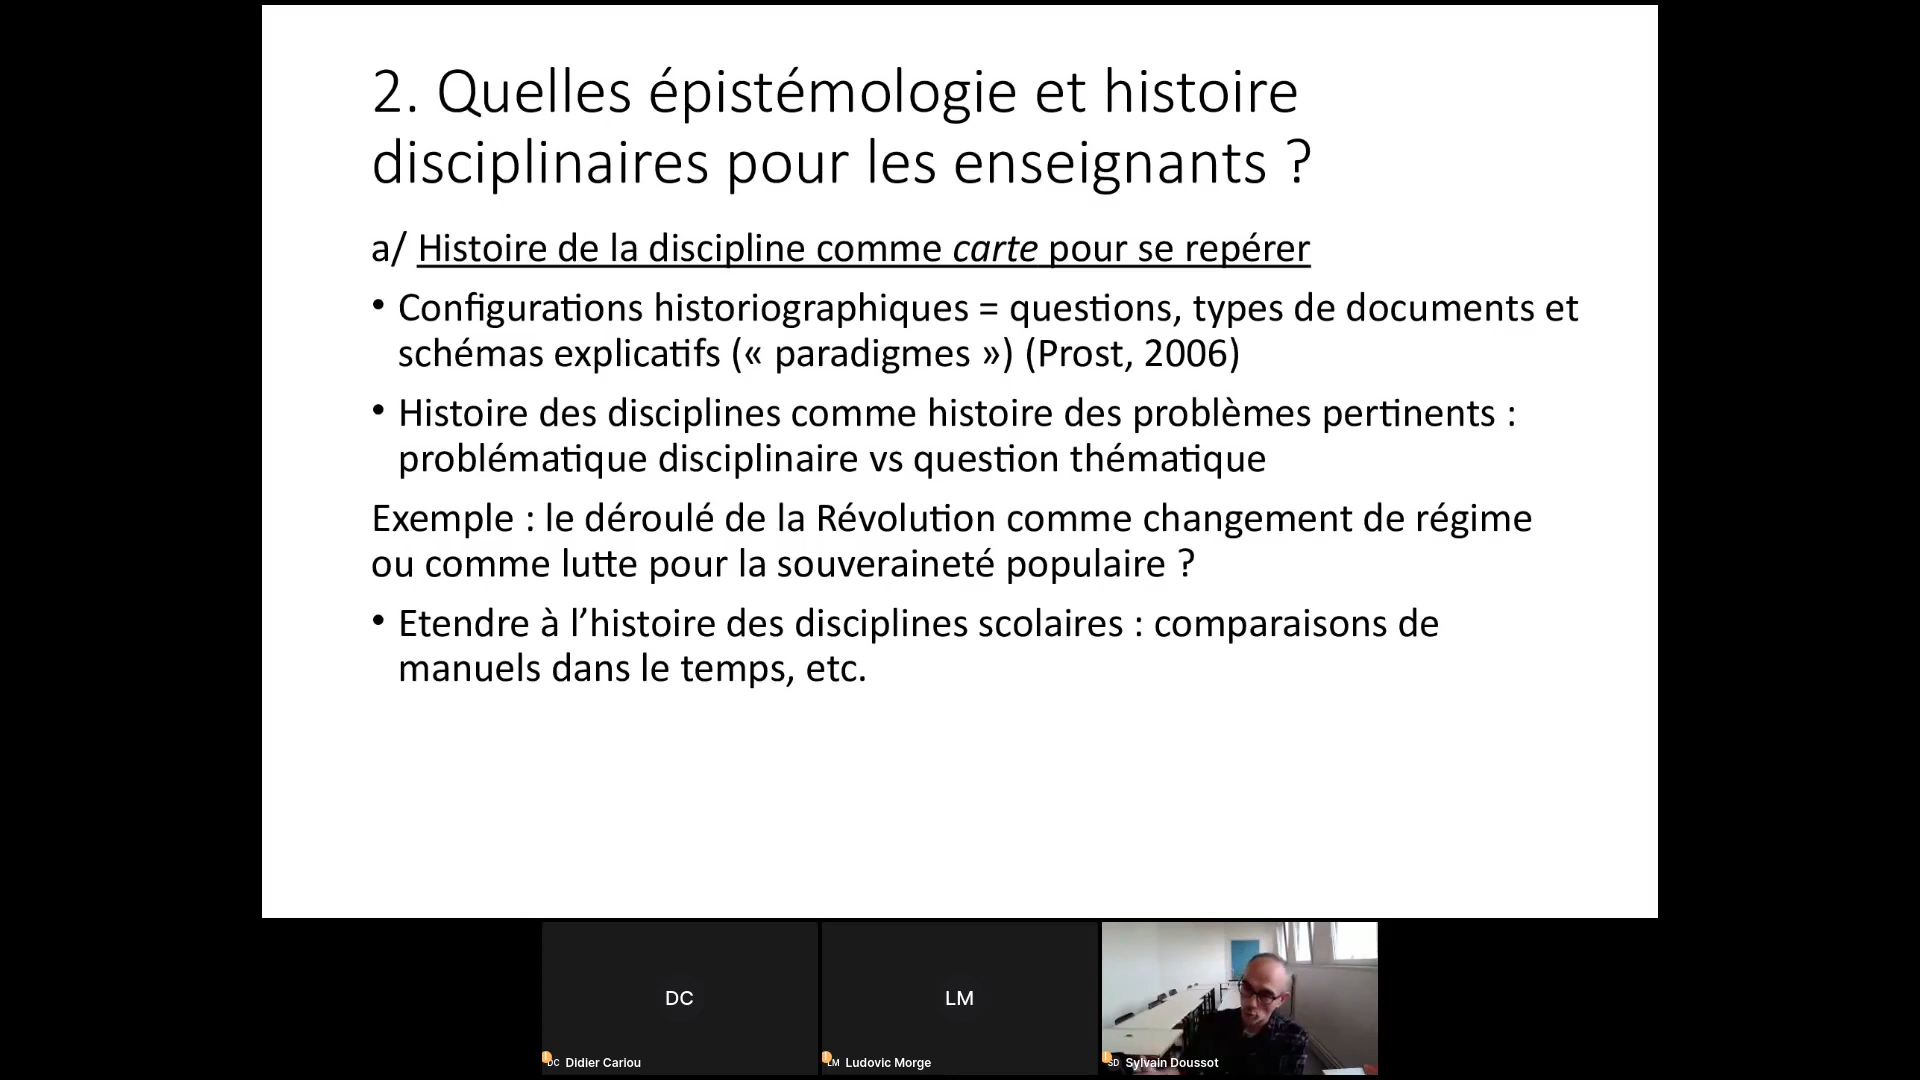 2. Quelles épistémologie et histoire
disciplinaires pour les enseignants ?
a/ Histoire de la discipline comme carte pour se repérer
• Configurations historiographiques = questions, types de documents et
schémas explicatifs (« paradigmes ») (Prost, 2006)
• Histoire des disciplines comme histoire des problèmes pertinents :
problématique disciplinaire vs question thématique
Exemple : le déroulé de la Révolution comme changement de régime
ou comme lutte pour la souveraineté populaire ?
• Etendre à l’histoire des disciplines scolaires : comparaisons de
manuels dans le temps, etc.
DC
LM
DC Didier Cariou
LM Ludovic Morge
SD Sylvain Doussot